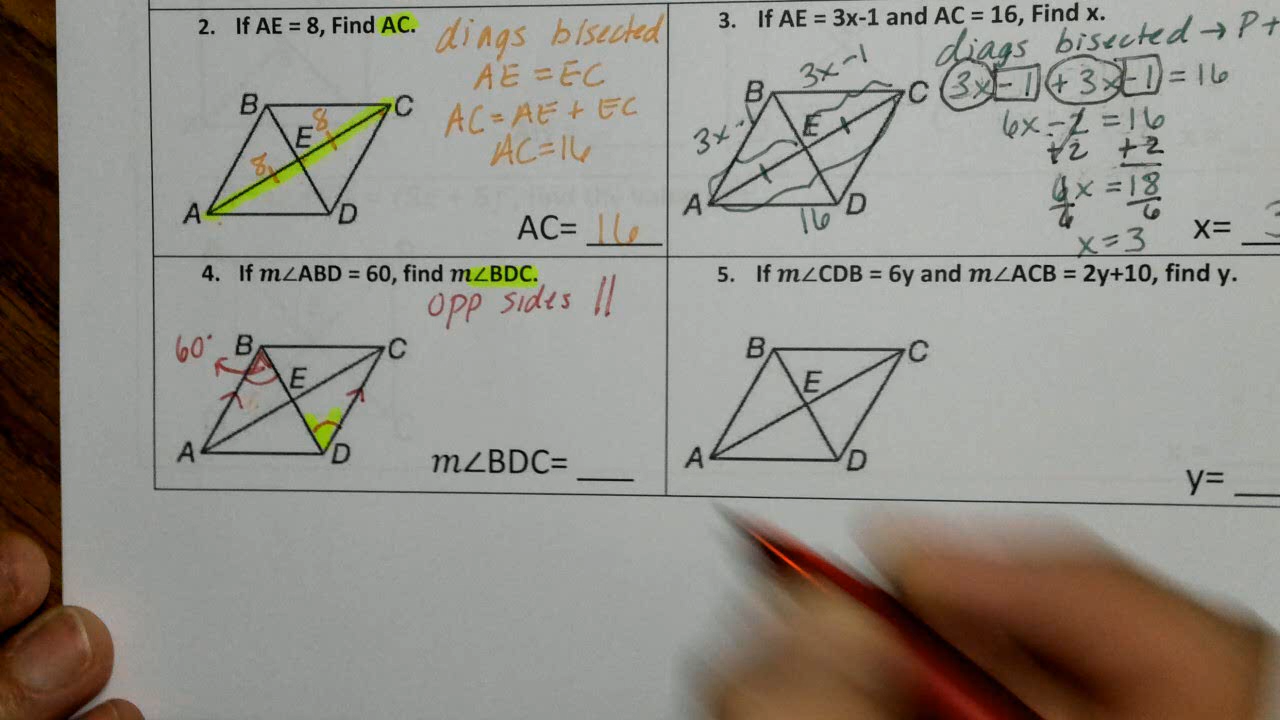 2. If AE = 8, Find AC.
dings bisected
AE = EC
AC = AE + EC
AC = 16
B
C
8
E
8
A
D
AC= 16
3. If AE = 3x-1 and AC = 16, Find x.
diags bisected → P+
3x-1 +3x-1 = 16
6x -2 = 16
+2 +2
6x = 18
6 6
x = 3
3x-1
B
C
3x-
E
A
D
16
x= 3
4. If m∠ABD = 60, find m∠BDC.
opp sides ||
60°
B
C
E
A
D
m∠BDC= ____
5. If m∠CDB = 6y and m∠ACB = 2y+10, find y.
B
C
E
A
D
y= ___